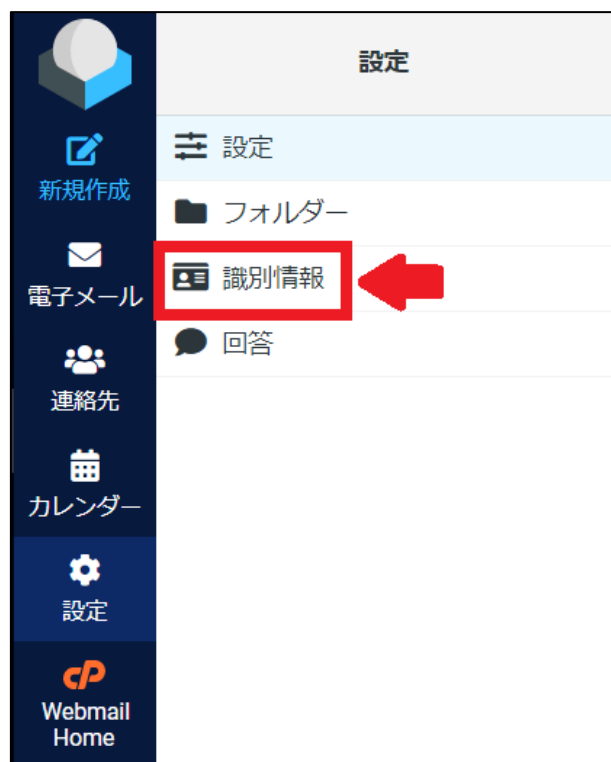 新規作成
電子メール
連絡先
カレンダー
設定
cP
Webmail
Home
設定
設定
フォルダー
識別情報
回答